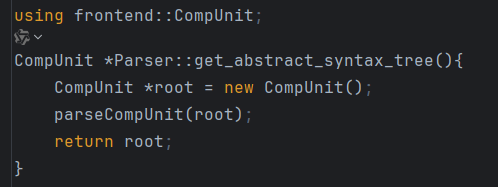 using frontend::CompUnit;
CompUnit *Parser::get_abstract_syntax_tree(){
    CompUnit *root = new CompUnit();
    parseCompUnit(root);
    return root;
}